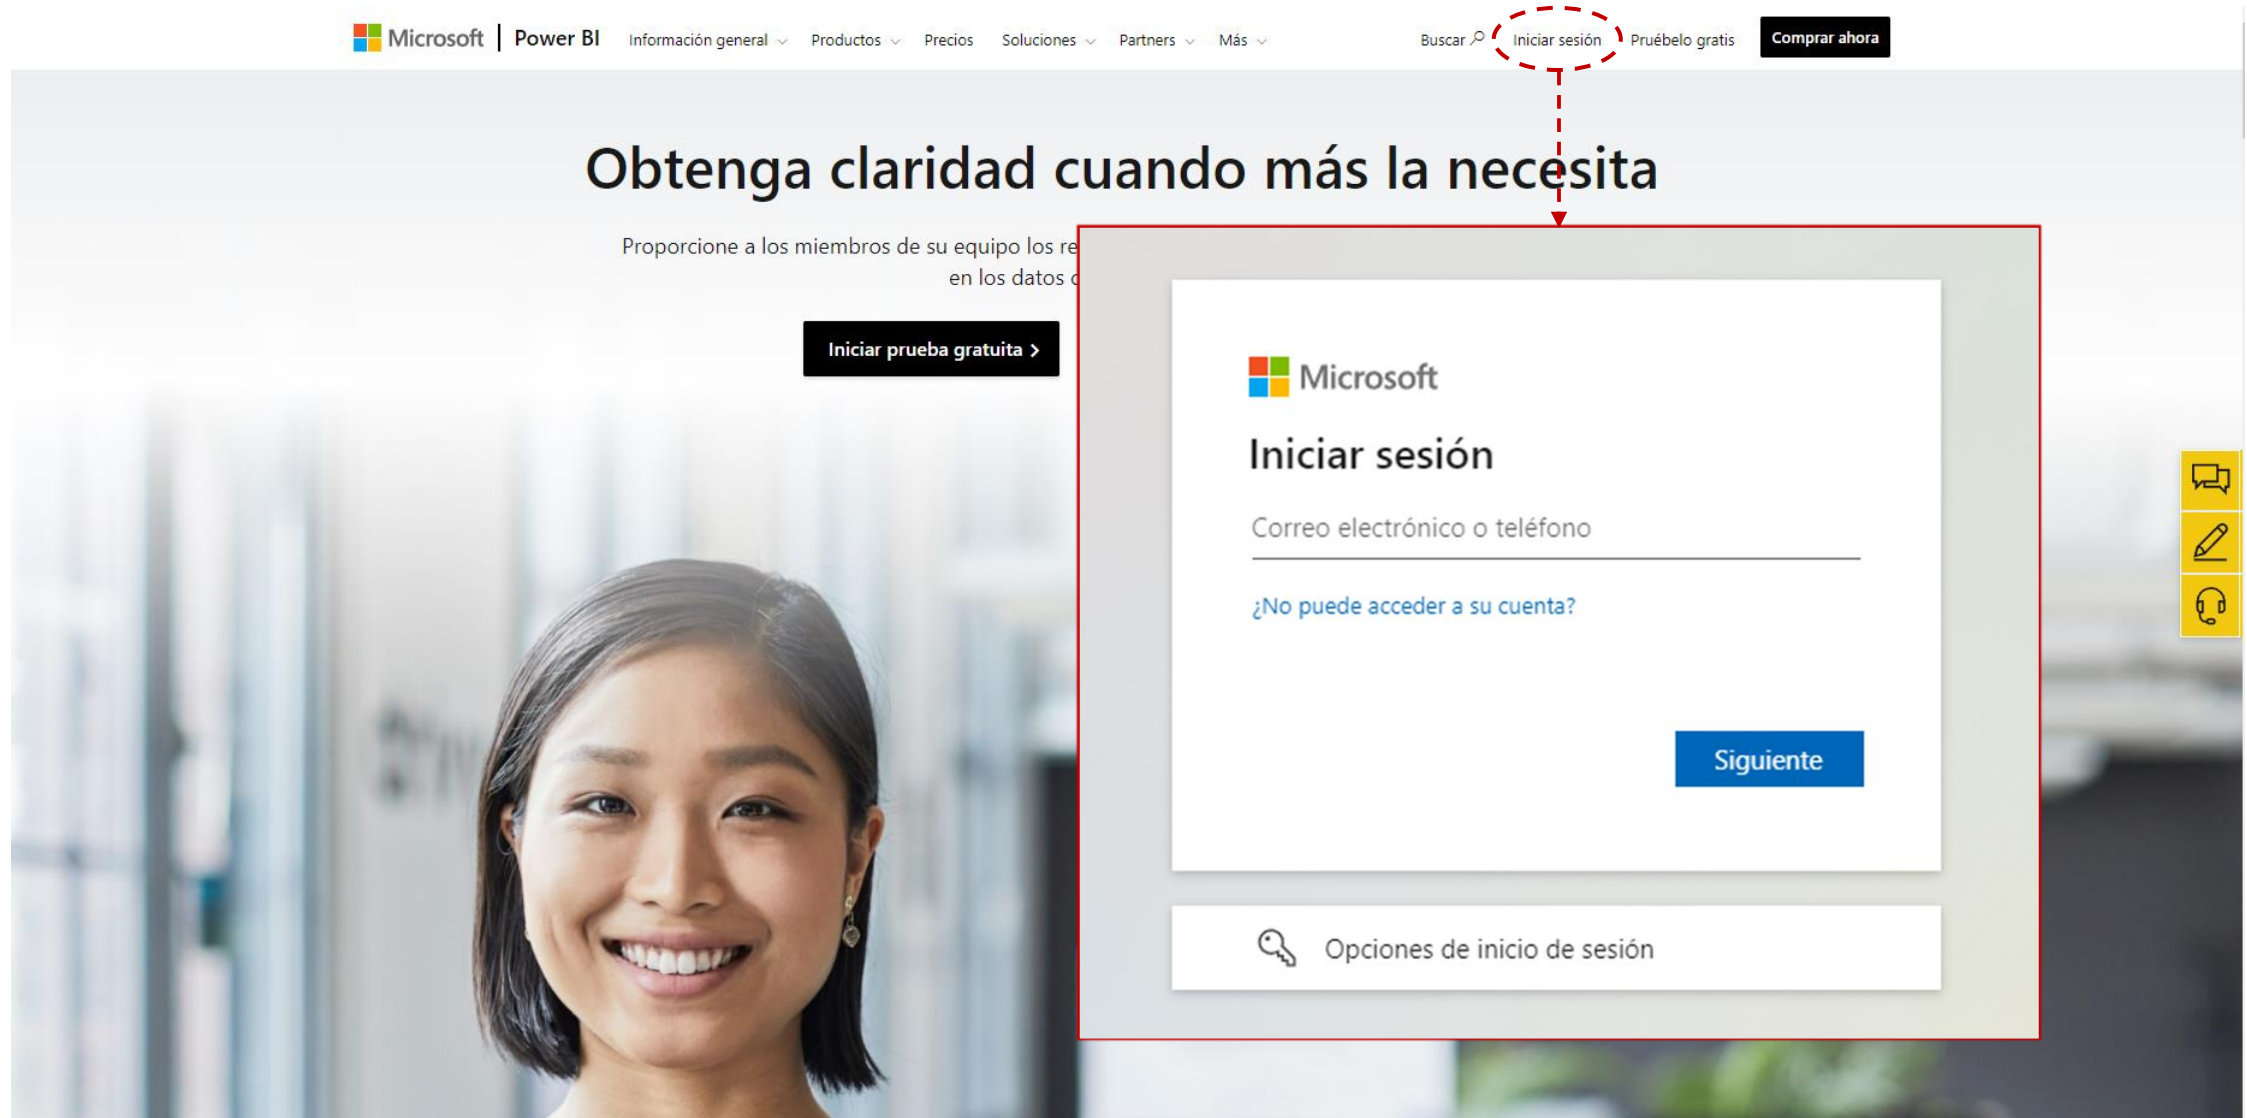 Microsoft | Power BI Información general Productos Precios Soluciones Partners Más Buscar Iniciar sesión Pruébelo gratis Comprar ahora
Obtenga claridad cuando más la necesita
Proporcione a los miembros de su equipo los
en los datos
Iniciar prueba gratuita >
Microsoft
Iniciar sesión
Correo electrónico o teléfono
¿No puede acceder a su cuenta?
Siguiente
Opciones de inicio de sesión